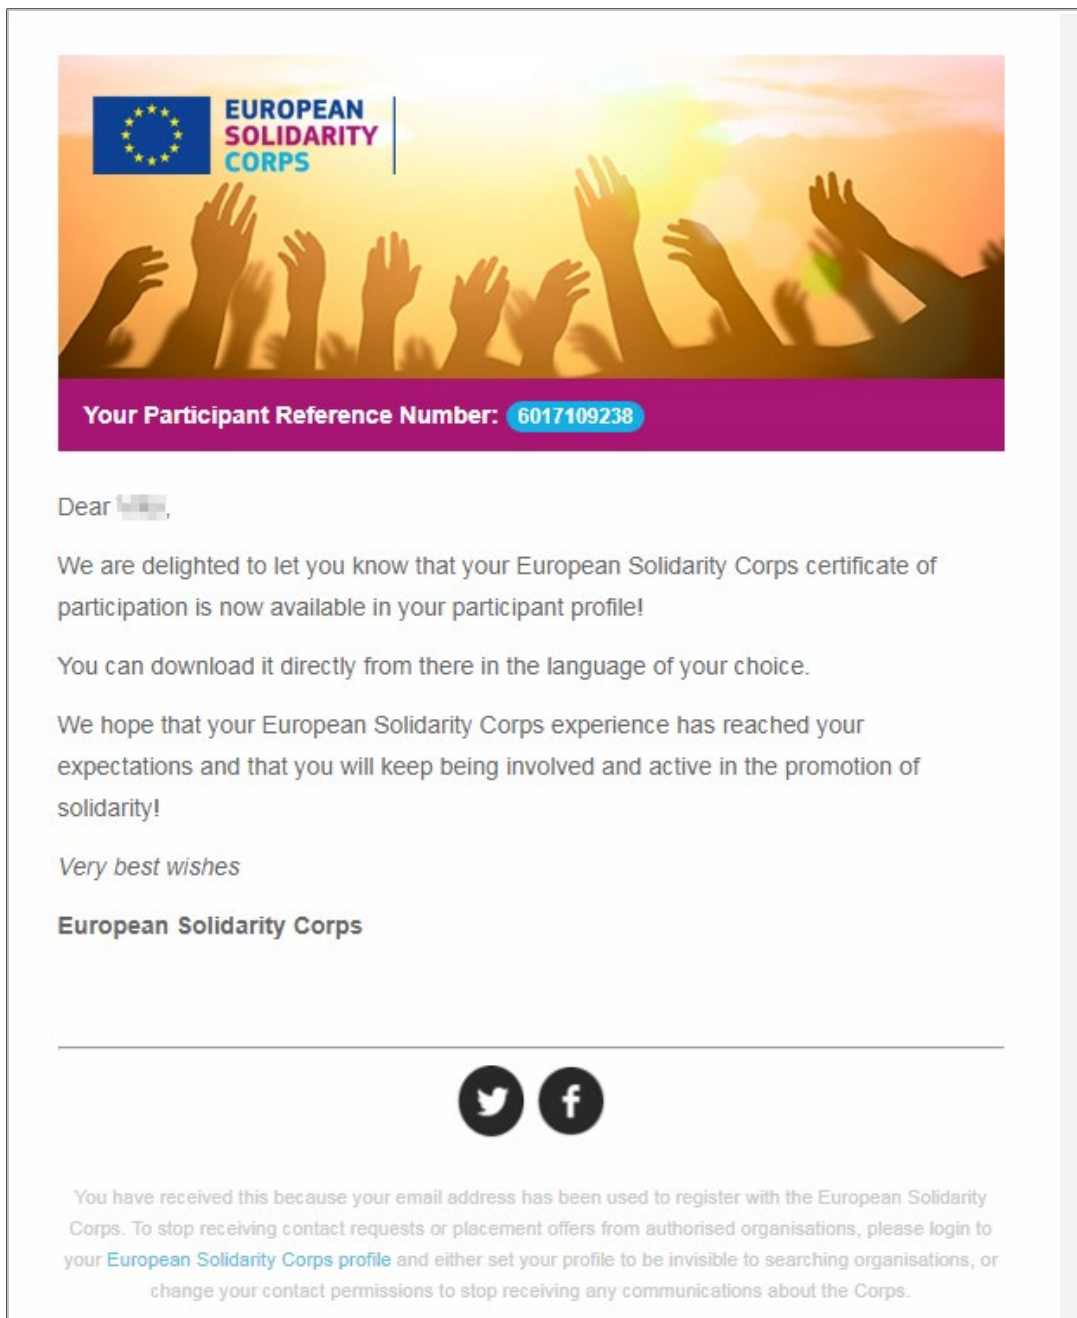 EUROPEAN
SOLIDARITY
CORPS
Your Participant Reference Number: 6017109238
Dear ,
We are delighted to let you know that your European Solidarity Corps certificate of
participation is now available in your participant profile!
You can download it directly from there in the language of your choice.
We hope that your European Solidarity Corps experience has reached your
expectations and that you will keep being involved and active in the promotion of
solidarity!
Very best wishes
European Solidarity Corps
You have received this because your email address has been used to register with the European Solidarity
Corps. To stop receiving contact requests or placement offers from authorised organisations, please login to
your European Solidarity Corps profile and either set your profile to be invisible to searching organisations, or
change your contact permissions to stop receiving any communications about the Corps.